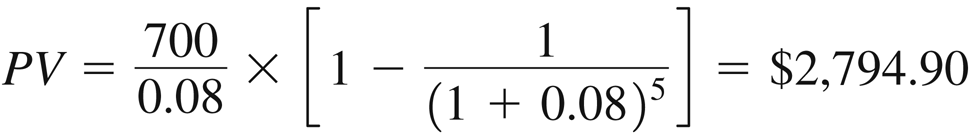 PV = 700/0.08 × [1 − 1/(1 + 0.08)^5] = $2,794.90